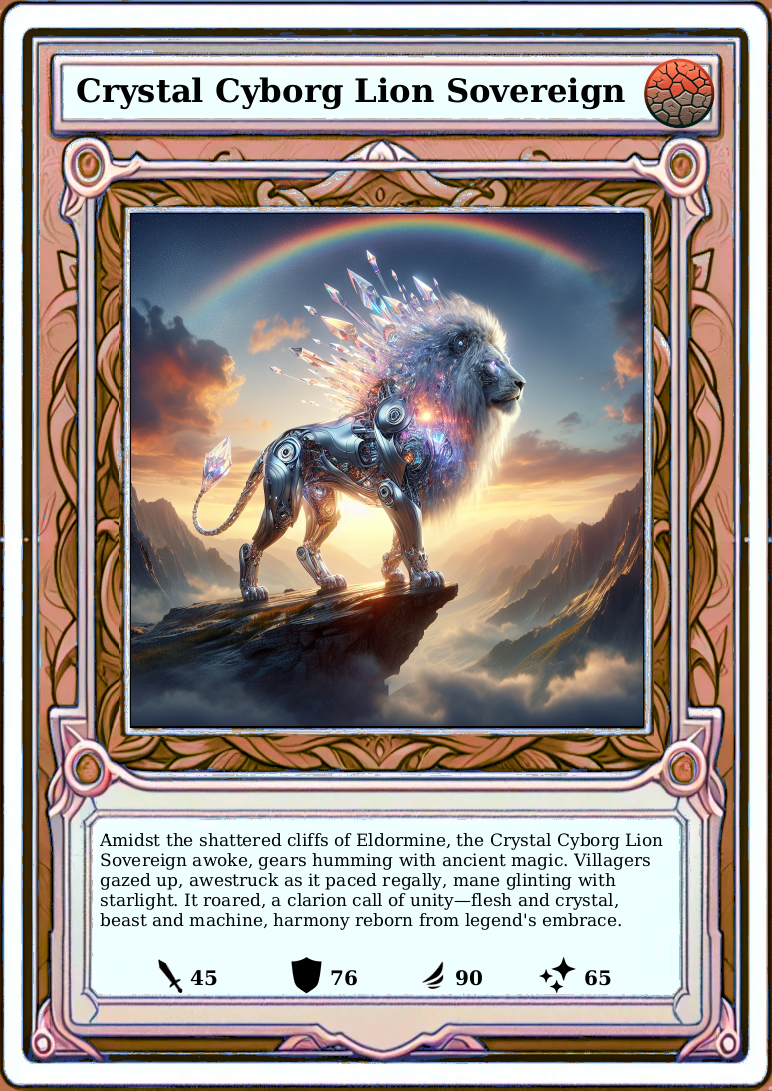 Crystal Cyborg Lion Sovereign
Amidst the shattered cliffs of Eldormine, the Crystal Cyborg Lion
Sovereign awoke, gears humming with ancient magic. Villagers
gazed up, awestruck as it paced regally, mane glinting with
starlight. It roared, a clarion call of unity—flesh and crystal,
beast and machine, harmony reborn from legend's embrace.
45 76 90 65